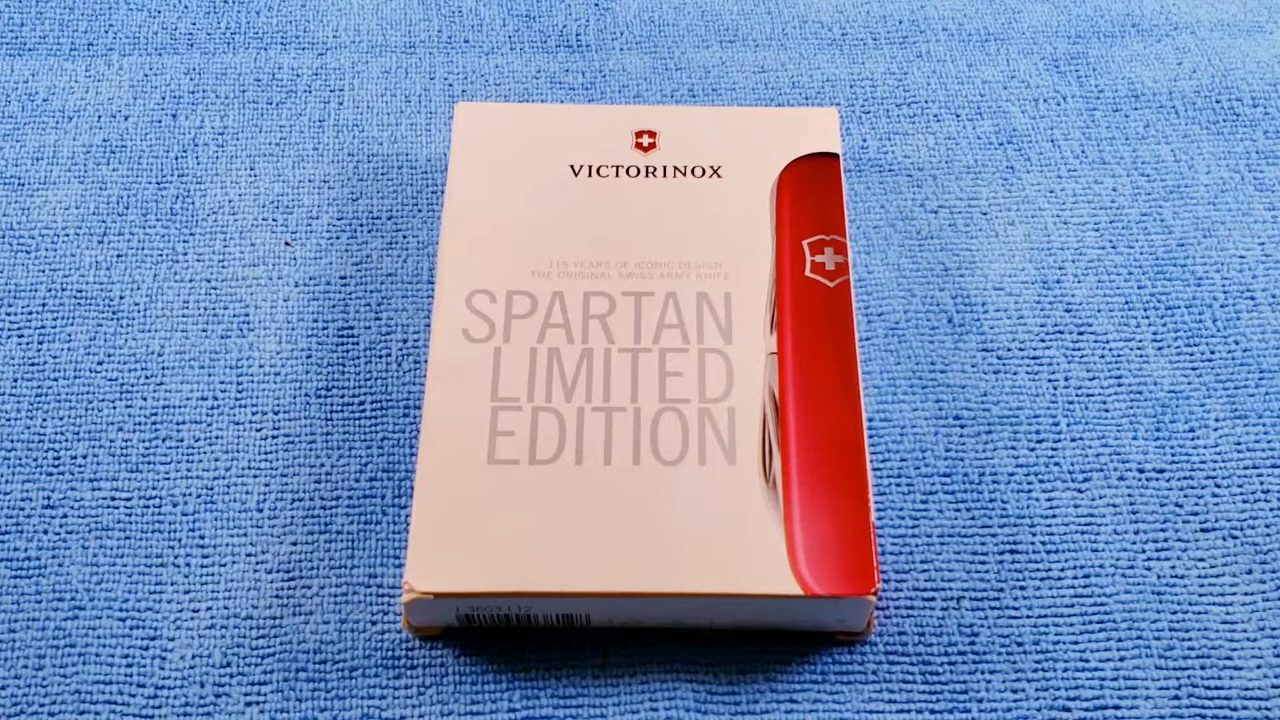 VICTORINOX
115 YEARS OF ICONIC DESIGN
THE ORIGINAL SWISS ARMY KNIFE
SPARTAN
LIMITED
EDITION